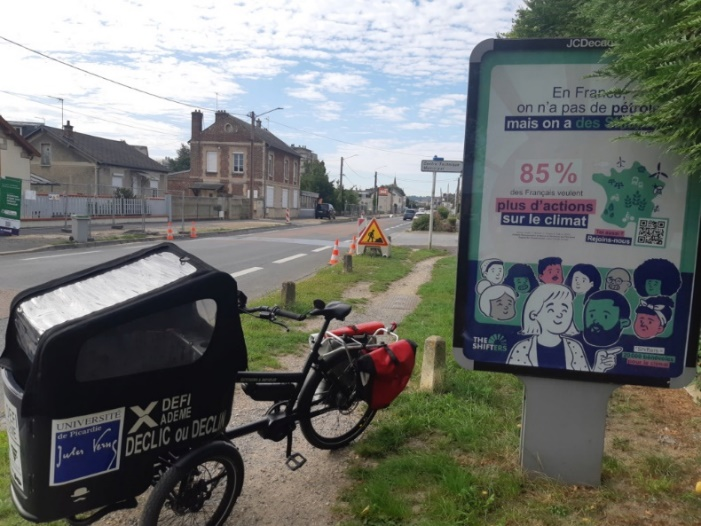 JCDecaux
En France,
on n'a pas de pétrole
mais on a des
85%
des Français veulent
plus d'actions
sur le climat
Rejoins-nous
THE SHIFTERS
UNIVERSITÉ
de Picardie
Jules Verne
DEFI
X ADEME
DECLIC ou DECLIN